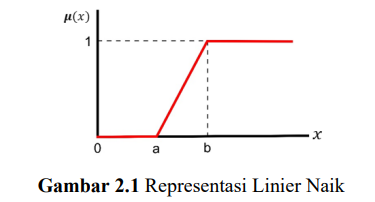 μ(x)
1
x
0 a b
Gambar 2.1 Representasi Linier Naik